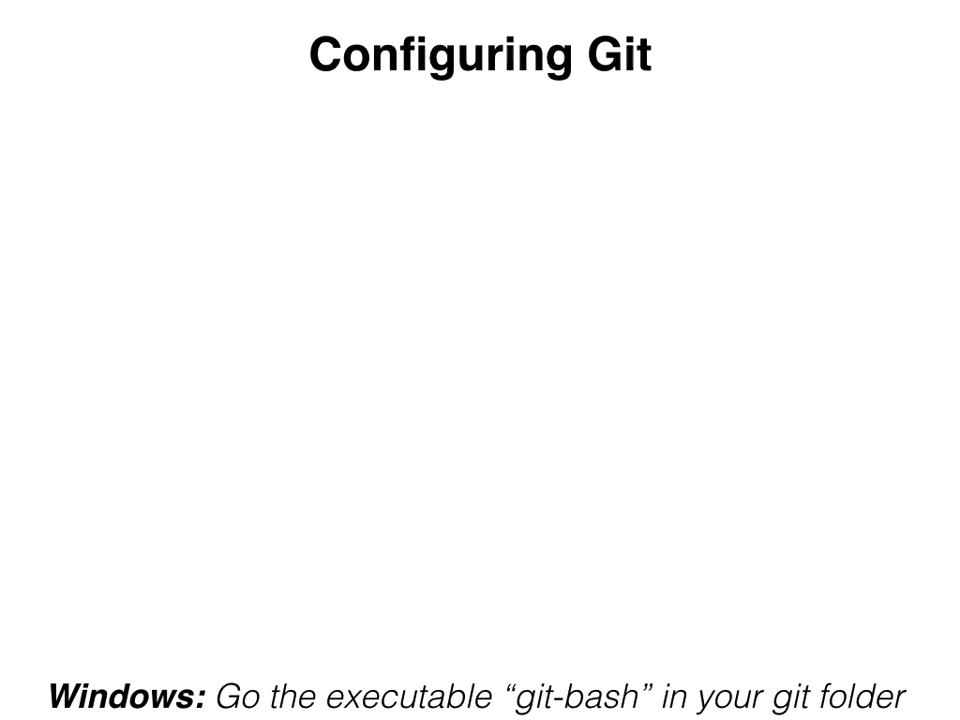 Configuring Git
Windows: Go the executable “git-bash” in your git folder